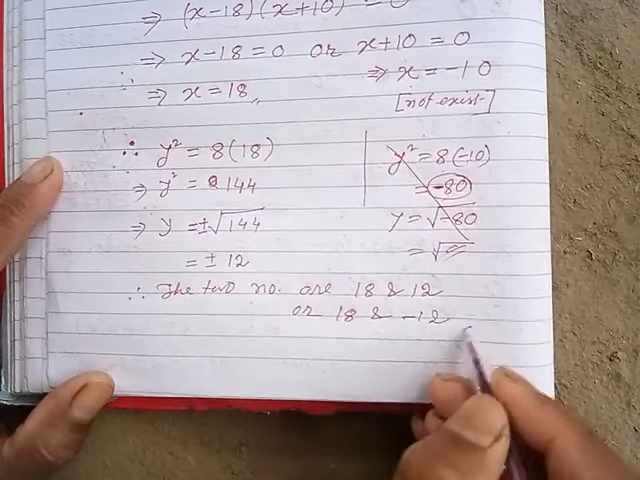 ⇒ (x-18)(x+10) = 0
⇒ x-18 = 0 or x+10 = 0
∴ ⇒ x = 18,, ⇒ x = -10
[not exist]
∴ y² = 8(18) y² = 8(-10)
⇒ y² = 144 = -80
⇒ y = ±√144 y = √-80
= ± 12 = √
∴ The two no. are 18 & 12
or 18 & -12